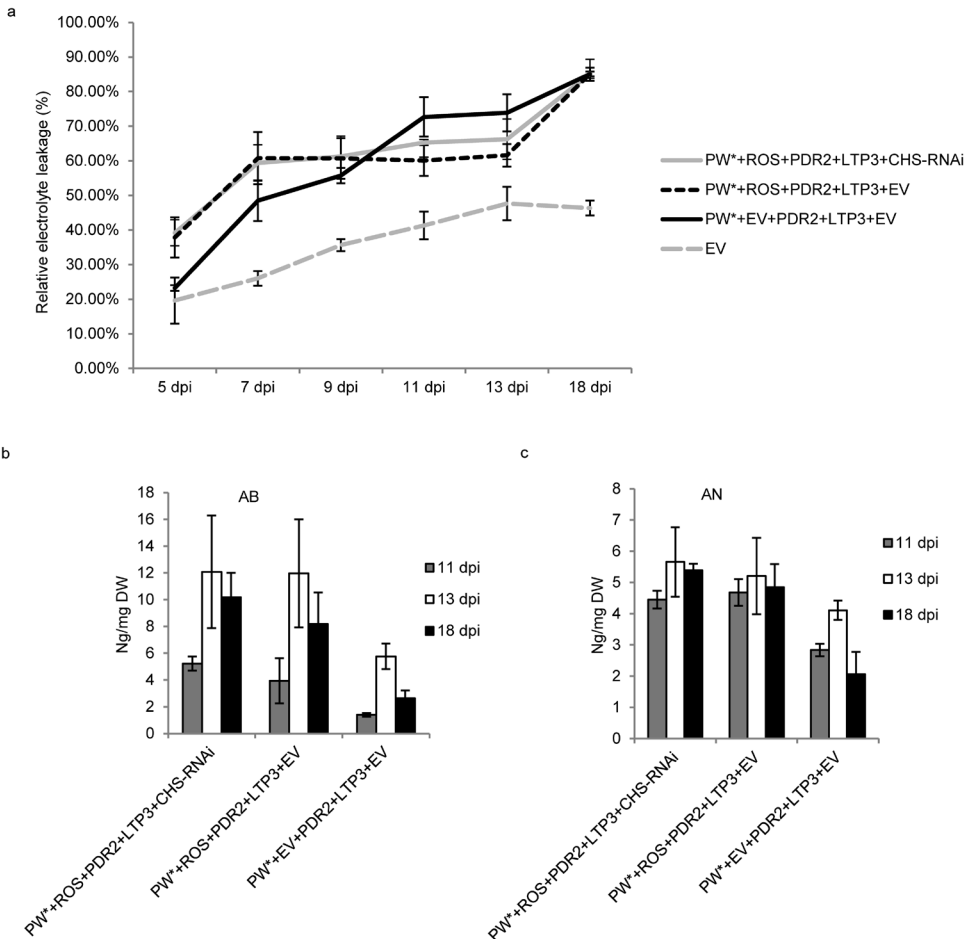 a
100.00%
90.00%
80.00%
70.00%
60.00%
50.00%
40.00%
30.00%
20.00%
10.00%
0.00%
Relative electrolyte leakage (%)
5 dpi 7 dpi 9 dpi 11 dpi 13 dpi 18 dpi
PW*+ROS+PDR2+LTP3+CHS-RNAi
PW*+ROS+PDR2+LTP3+EV
PW*+EV+PDR2+LTP3+EV
EV
b
AB
18
16
14
12
10
8
6
4
2
0
Ng/mg DW
11 dpi
13 dpi
18 dpi
PW*+ROS+PDR2+LTP3+CHS-RNAi
PW*+ROS+PDR2+LTP3+EV
PW*+EV+PDR2+LTP3+EV
c
AN
8
7
6
5
4
3
2
1
0
Ng/mg DW
11 dpi
13 dpi
18 dpi
PW*+ROS+PDR2+LTP3+CHS-RNAi
PW*+ROS+PDR2+LTP3+EV
PW*+EV+PDR2+LTP3+EV